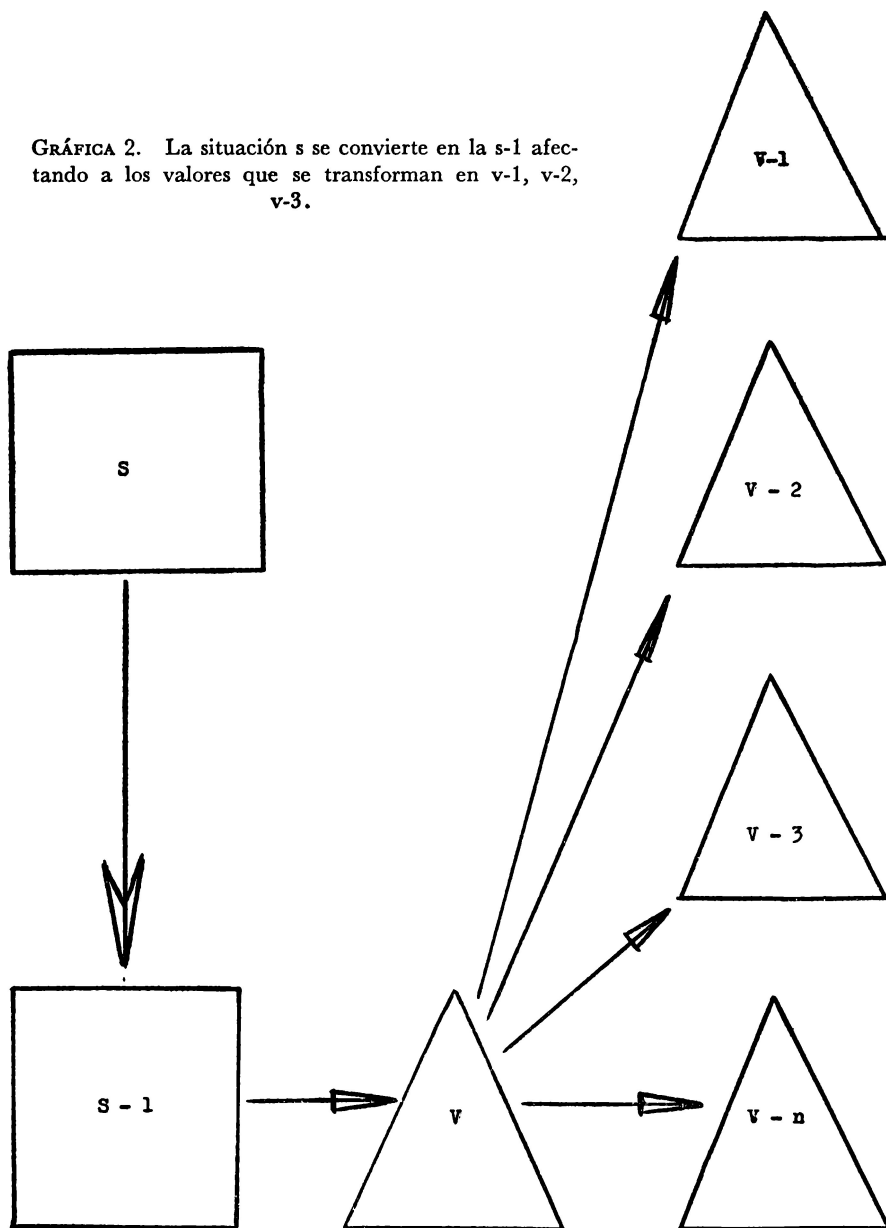 GRÁFICA 2. La situación s se convierte en la s-1 afec-
tando a los valores que se transforman en v-1, v-2,
v-3.
V-1
V - 2
S
V - 3
S - 1
V
V - n